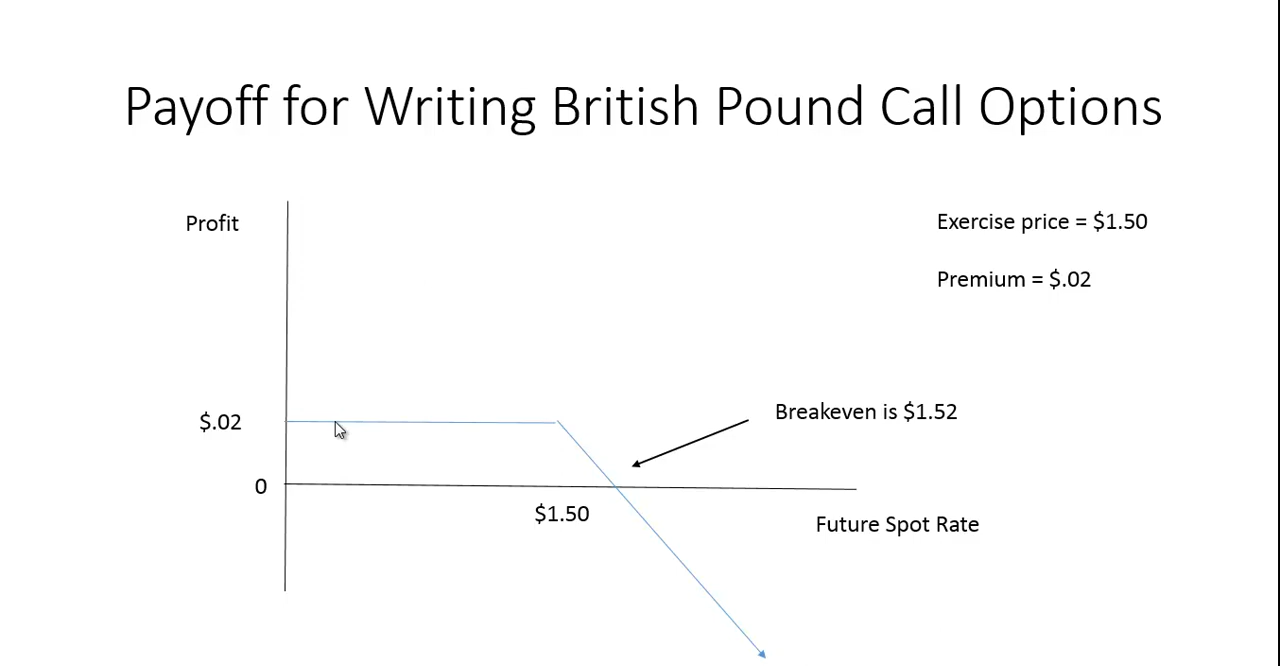 Payoff for Writing British Pound Call Options
Profit
Exercise price = $1.50
Premium = $.02
$.02
Breakeven is $1.52
0
$1.50
Future Spot Rate